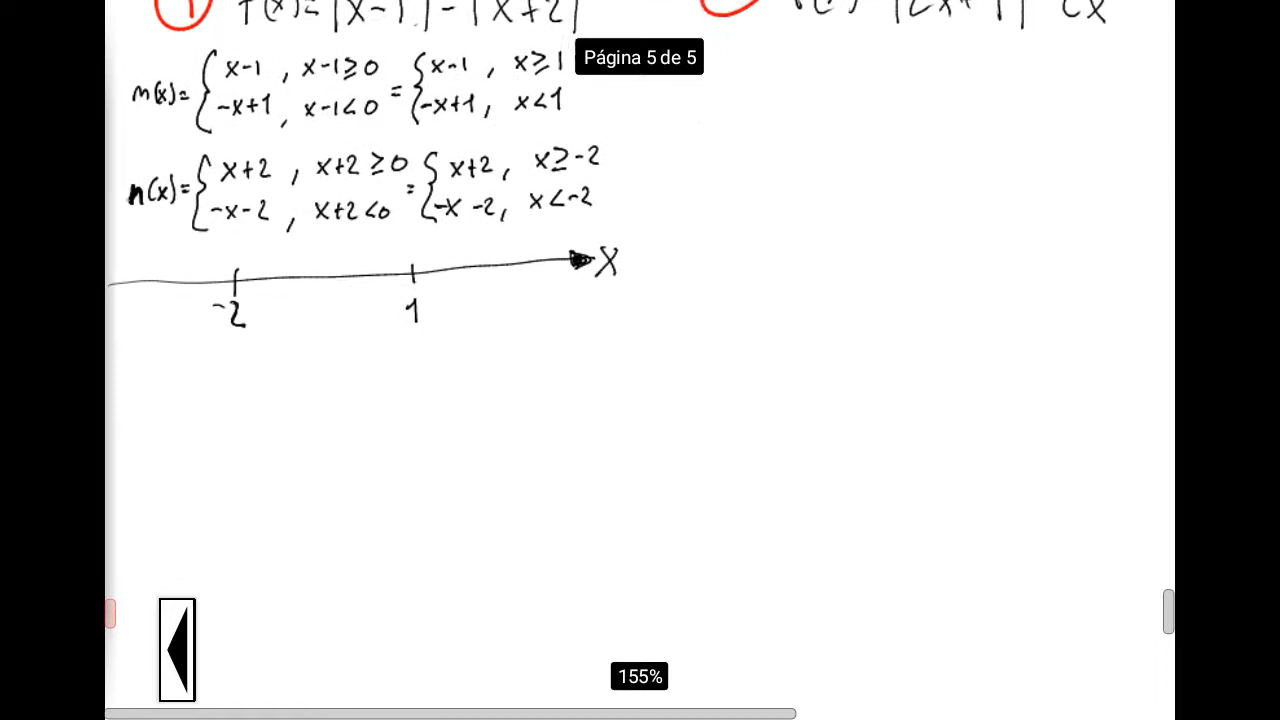 1 f(x)=|x-1|-|x+2|
Página 5 de 5
m(x)={x-1 , x-1≥0 = {x-1 , x≥1
-x+1 , x-1<0 {-x+1 , x<1
n(x)={x+2 , x+2≥0 = {x+2 , x≥-2
-x-2 , x+2<0 {-x-2 , x<-2
X
-2 1
155%